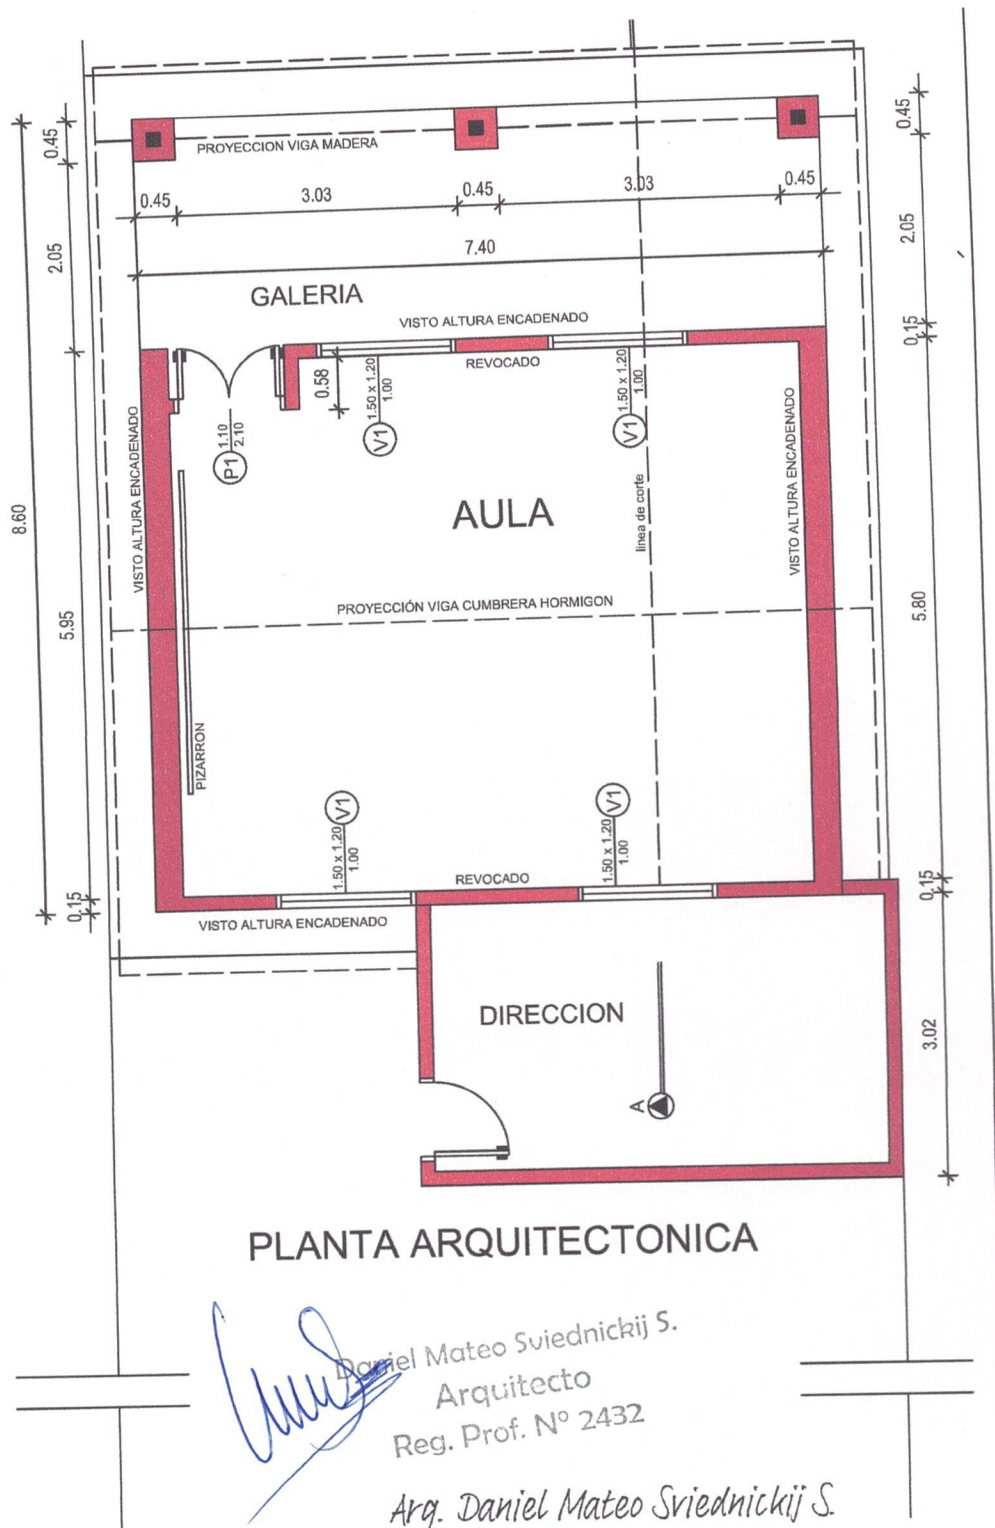 0.45
0.45
PROYECCION VIGA MADERA
0.45
3.03
0.45
3.03
0.45
2.05
7.40
2.05
GALERIA
VISTO ALTURA ENCADENADO
0.15
REVOCADO
0.58
1.50 x 1.20
1.00
V1
1.50 x 1.20
1.00
V1
1.10
2.10
P1
VISTO ALTURA ENCADENADO
VISTO ALTURA ENCADENADO
AULA
linea de corte
8.60
PROYECCIÓN VIGA CUMBRERA HORMIGON
5.95
5.80
PIZARRON
V1
1.50 x 1.20
1.00
V1
1.50 x 1.20
1.00
REVOCADO
0.15
0.15
VISTO ALTURA ENCADENADO
DIRECCION
3.02
A
PLANTA ARQUITECTONICA
Daniel Mateo Sviednickij S.
Arquitecto
Reg. Prof. N° 2432
Arq. Daniel Mateo Sviednickij S.